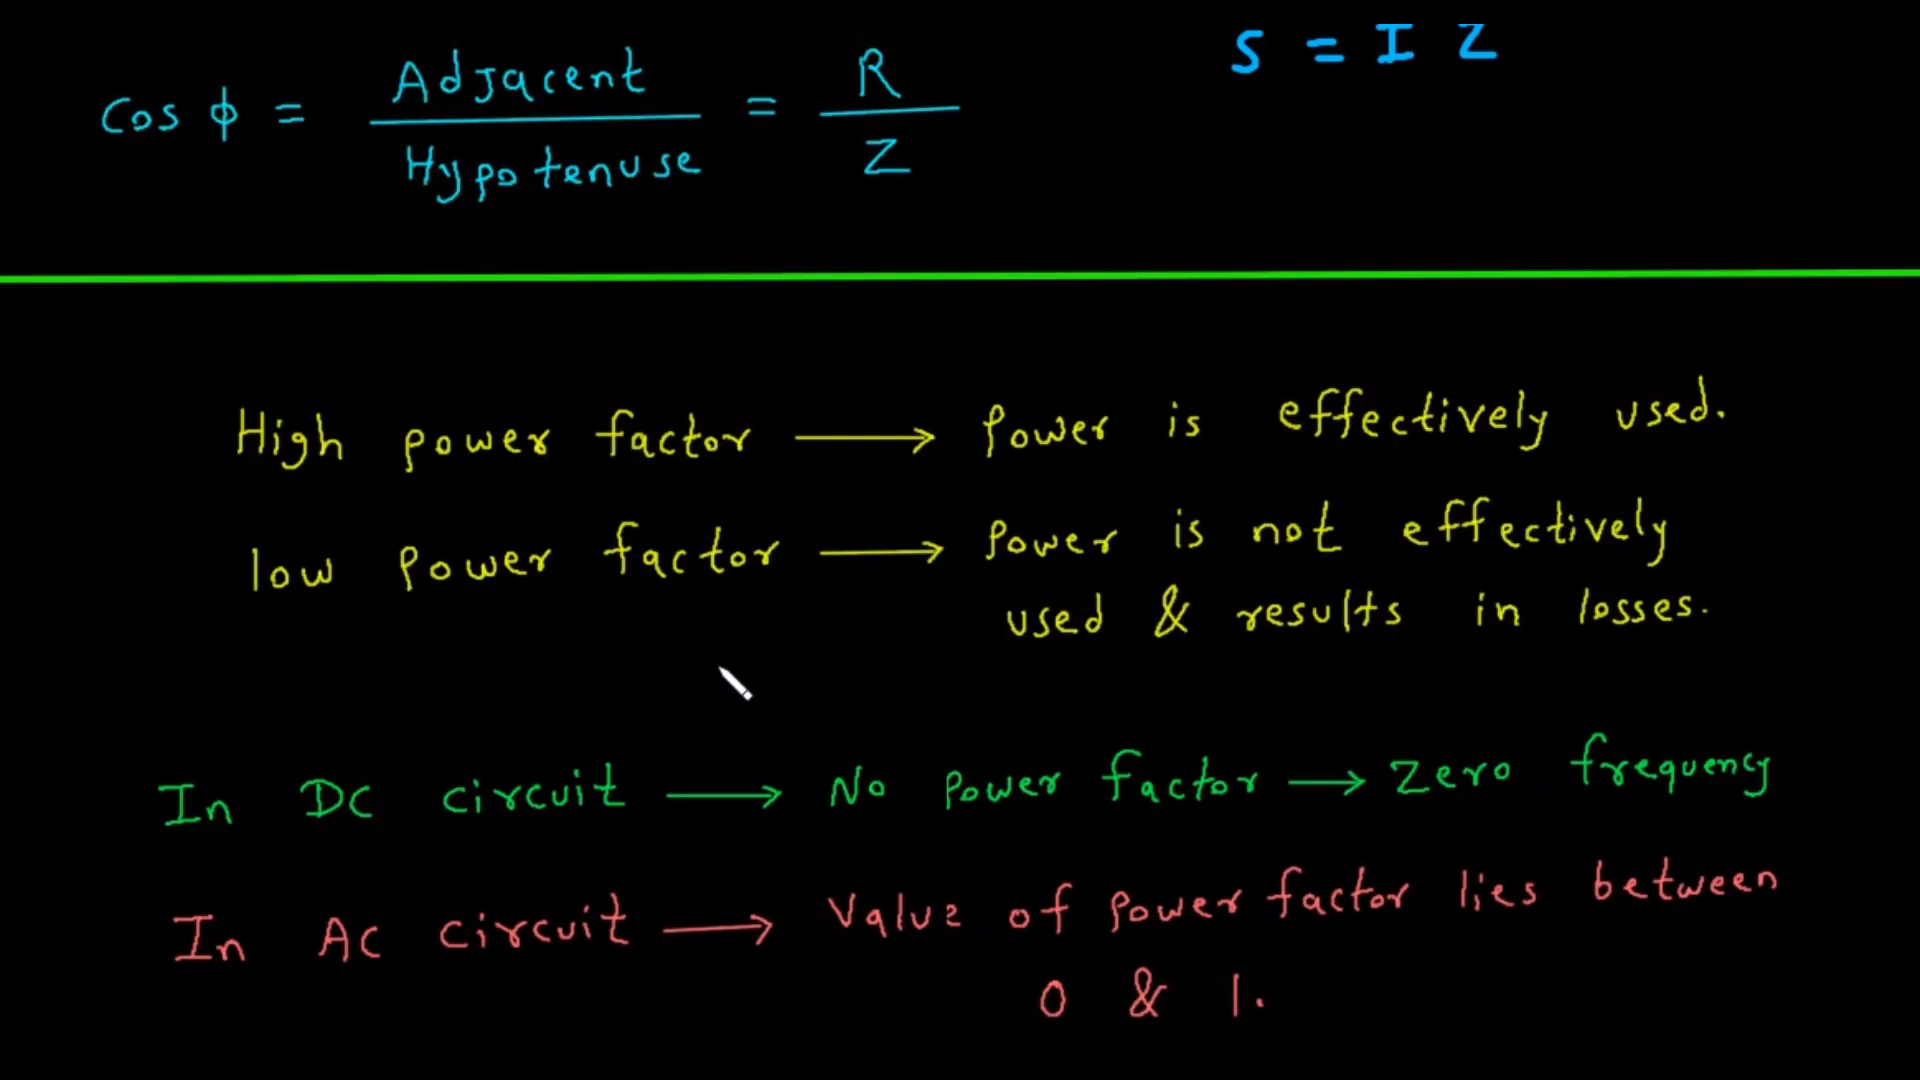 S = I Z
Cos ϕ = Adjacent / Hypotenuse = R / Z
High power factor ⟶ Power is effectively used.
low Power factor ⟶ Power is not effectively
used & results in losses.
In DC circuit ⟶ No Power factor ⟶ Zero frequency
In AC circuit ⟶ Value of Power factor lies between
0 & 1.